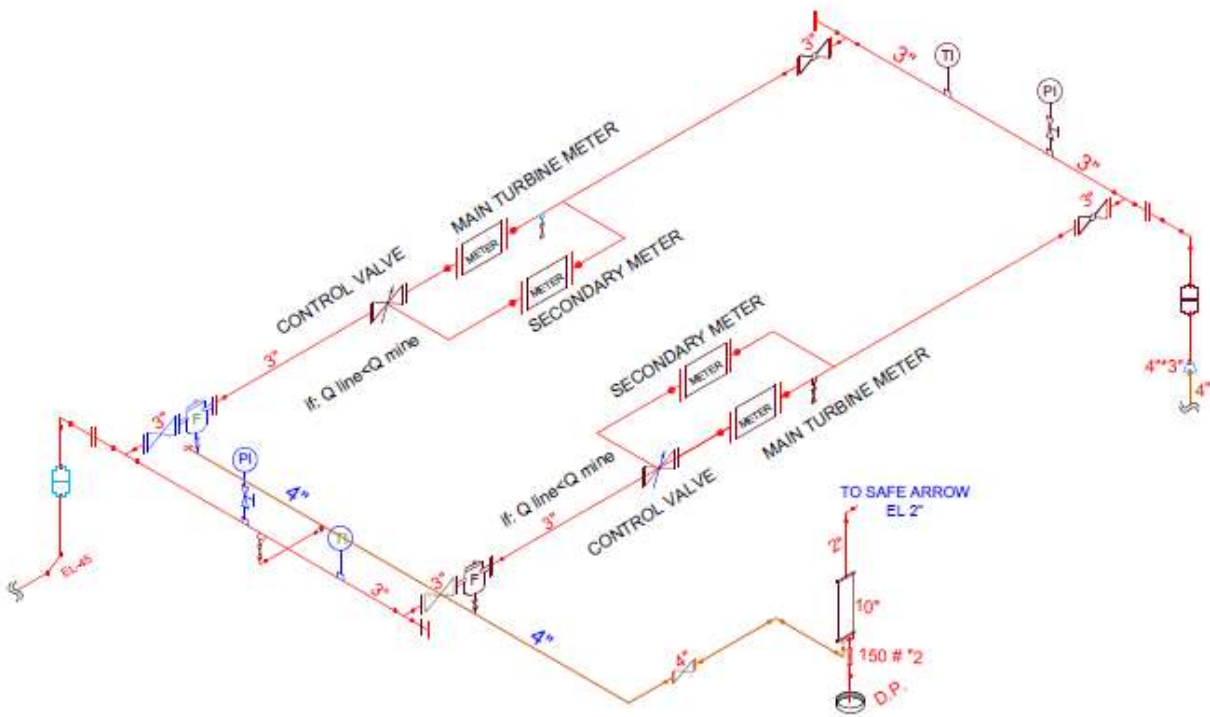 3"
TI
3"
PI
3"
3"
MAIN TURBINE METER
METER
CONTROL VALVE
METER
SECONDARY METER
3"
if: Q line<Q mine
4"*3"
4"
SECONDARY METER
METER
METER
MAIN TURBINE METER
3"
F
PI
4"
if: Q line<Q mine
3"
CONTROL VALVE
TO SAFE ARROW
EL 2"
2"
EL-45
TI
3"
3"
F
10"
4"
4"
150 # "2
D.P.